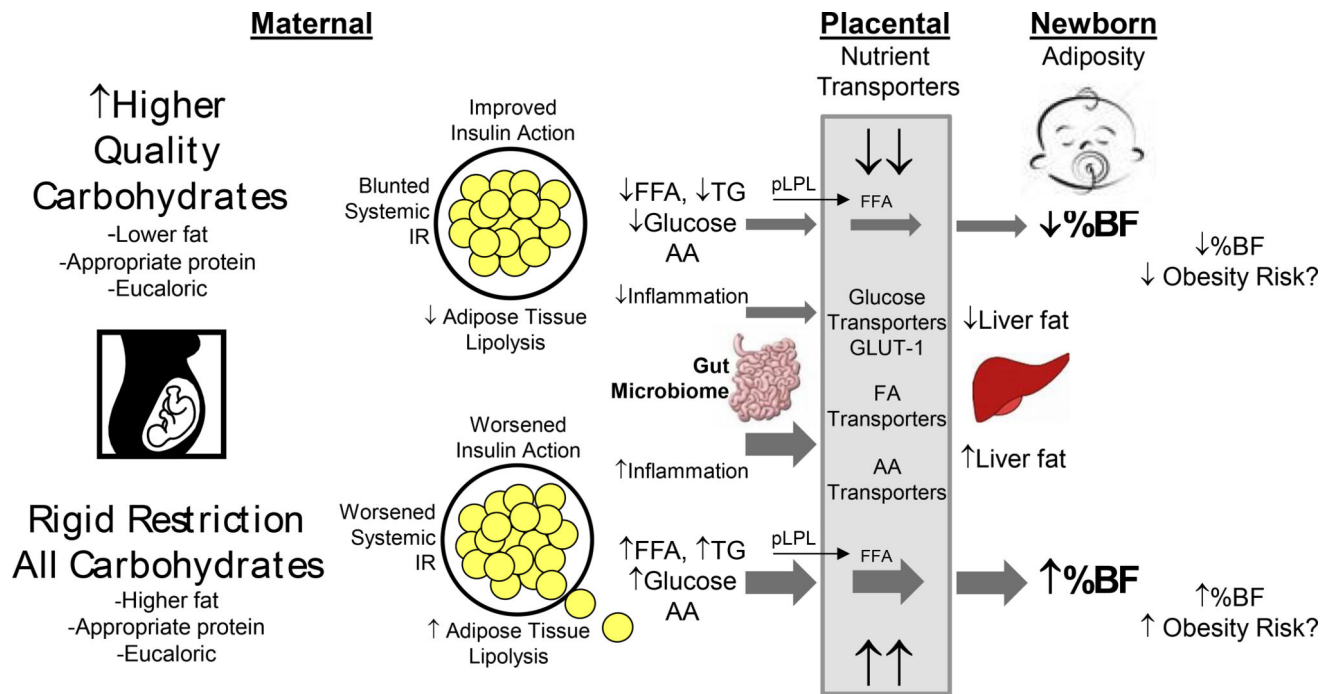 Maternal
Placental
Nutrient
Transporters
Newborn
Adiposity
↑Higher
Quality
Carbohydrates
-Lower fat
-Appropriate protein
-Eucaloric
Improved
Insulin Action
Blunted
Systemic
IR
↓ Adipose Tissue
Lipolysis
↓FFA, ↓TG
↓Glucose
AA
pLPL
FFA
↓↓
↓%BF
↓%BF
↓ Obesity Risk?
↓Inflammation
Gut
Microbiome
Glucose
Transporters
GLUT-1
FA
Transporters
AA
Transporters
↓Liver fat
↑Liver fat
Rigid Restriction
All Carbohydrates
-Higher fat
-Appropriate protein
-Eucaloric
Worsened
Insulin Action
Worsened
Systemic
IR
↑ Adipose Tissue
Lipolysis
↑Inflammation
↑FFA, ↑TG
↑Glucose
AA
pLPL
FFA
↑↑
↑%BF
↑%BF
↑ Obesity Risk?